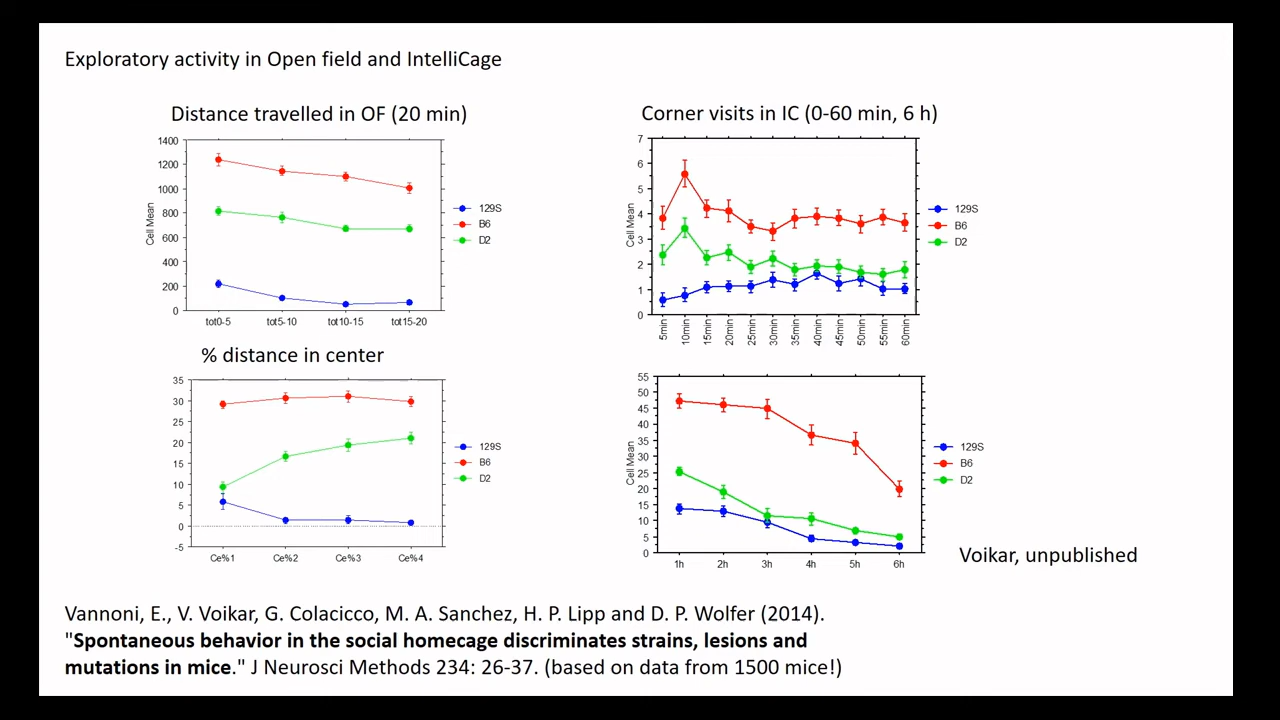 Exploratory activity in Open field and IntelliCage
Distance travelled in OF (20 min)
1400
1200
1000
800
600
400
200
0
Cell Mean
tot0-5 tot5-10 tot10-15 tot15-20
129S
B6
D2
Corner visits in IC (0-60 min, 6 h)
7
6
5
4
3
2
1
0
Cell Mean
5min 10min 15min 20min 25min 30min 35min 40min 45min 50min 55min 60min
129S
B6
D2
% distance in center
35
30
25
20
15
10
5
0
-5
Ce%1 Ce%2 Ce%3 Ce%4
129S
B6
D2
55
50
45
40
35
30
25
20
15
10
5
0
Cell Mean
1h 2h 3h 4h 5h 6h
129S
B6
D2
Voikar, unpublished
Vannoni, E., V. Voikar, G. Colacicco, M. A. Sanchez, H. P. Lipp and D. P. Wolfer (2014).
"Spontaneous behavior in the social homecage discriminates strains, lesions and
mutations in mice." J Neurosci Methods 234: 26-37. (based on data from 1500 mice!)